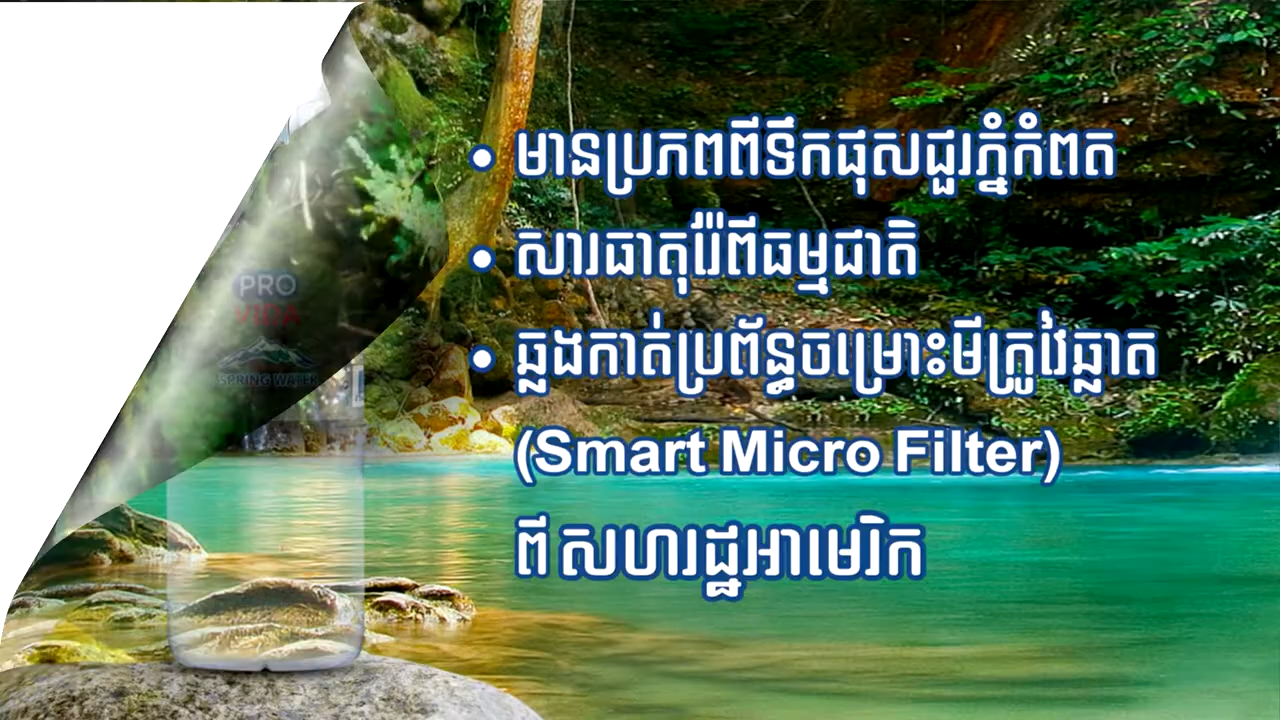 PRO
VIDA
SPRING WATER
• មានប្រភពពីទឹកផុសជួរភ្នំកំពត
• សារធាតុរ៉ែពីធម្មជាតិ
• ឆ្លងកាត់ប្រព័ន្ធចម្រោះមីក្រូវៃឆ្លាត
(Smart Micro Filter)
ពី សហរដ្ឋអាមេរិក